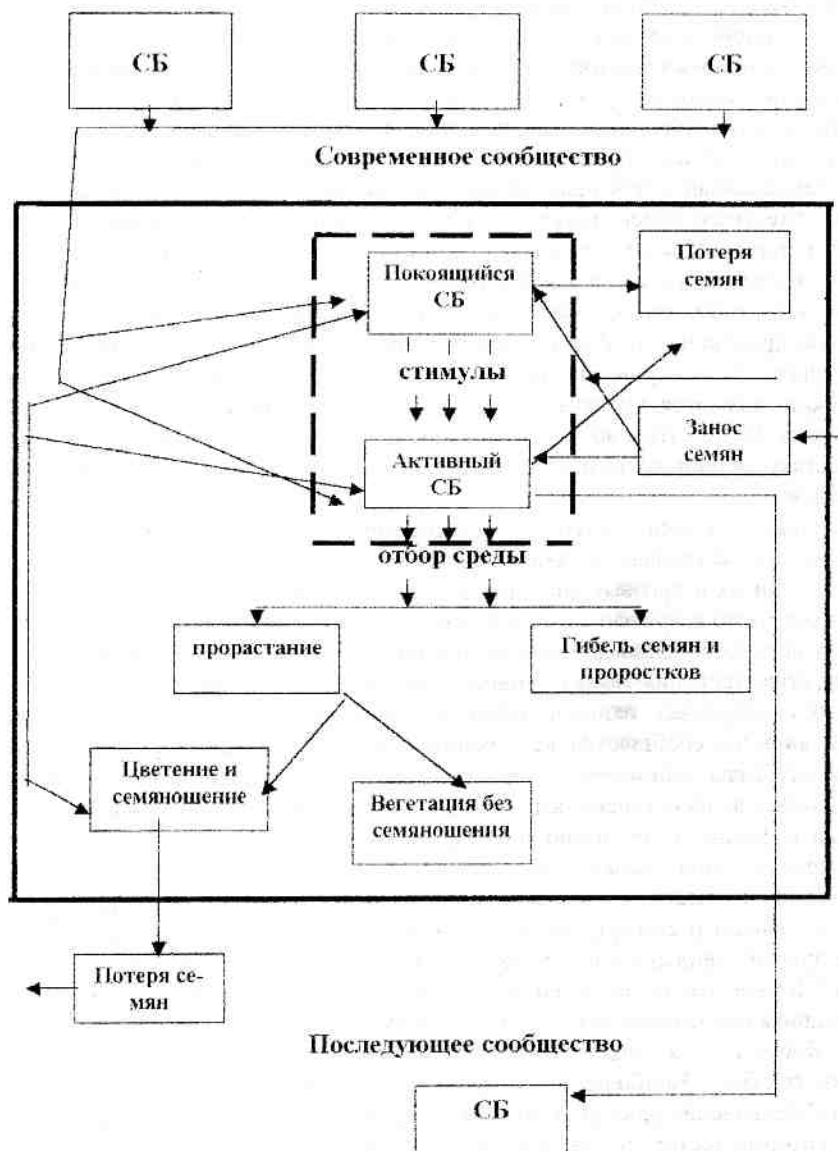 СБ
СБ
СБ
Современное сообщество
Покоящийся
СБ
Потеря
семян
стимулы
Занос
семян
Активный
СБ
отбор среды
прорастание
Гибель семян и
проростков
Цветение и
семяношение
Вегетация без
семяношения
Потеря се-
мян
Последующее сообщество
СБ